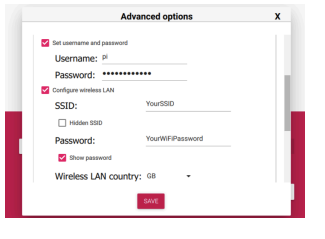 Advanced options X
Set username and password
Username: pi
Password: ••••••••••••
Configure wireless LAN
SSID: YourSSID
Hidden SSID
Password: YourWiFiPassword
Show password
Wireless LAN country: GB
SAVE